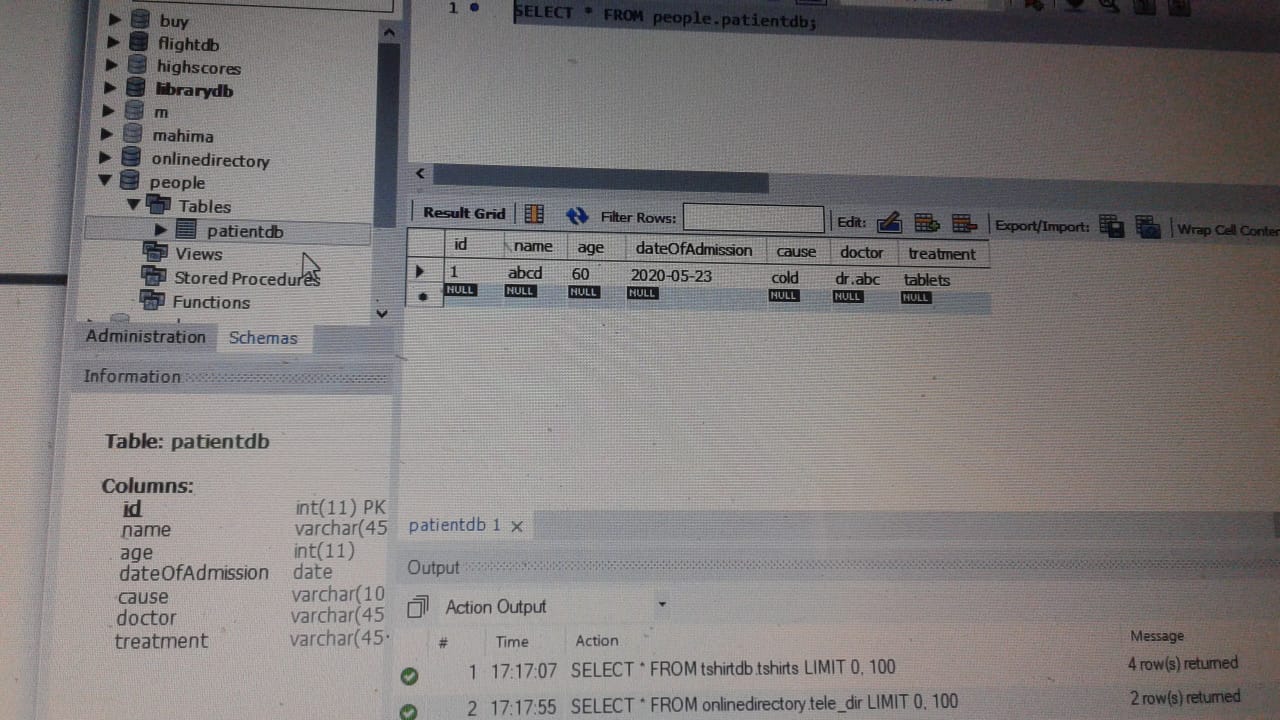 buy
flightdb
highscores
librarydb
m
mahima
onlinedirectory
people
Tables
patientdb
Views
Stored Procedures
Functions
Administration Schemas
Information
Table: patientdb
Columns:
id int(11) PK
name varchar(45
age int(11)
dateOfAdmission date
cause varchar(10
doctor varchar(45
treatment varchar(45
1 SELECT * FROM people.patientdb;
Result Grid Filter Rows: Edit: Export/Import: Wrap Cell Conten
id name age dateOfAdmission cause doctor treatment
1 abcd 60 2020-05-23 cold dr.abc tablets
NULL NULL NULL NULL NULL NULL NULL
patientdb 1
Output
Action Output
# Time Action Message
1 17:17:07 SELECT * FROM tshirtdb.tshirts LIMIT 0, 100 4 row(s) returned
2 17:17:55 SELECT * FROM onlinedirectory.tele_dir LIMIT 0, 100 2 row(s) returned